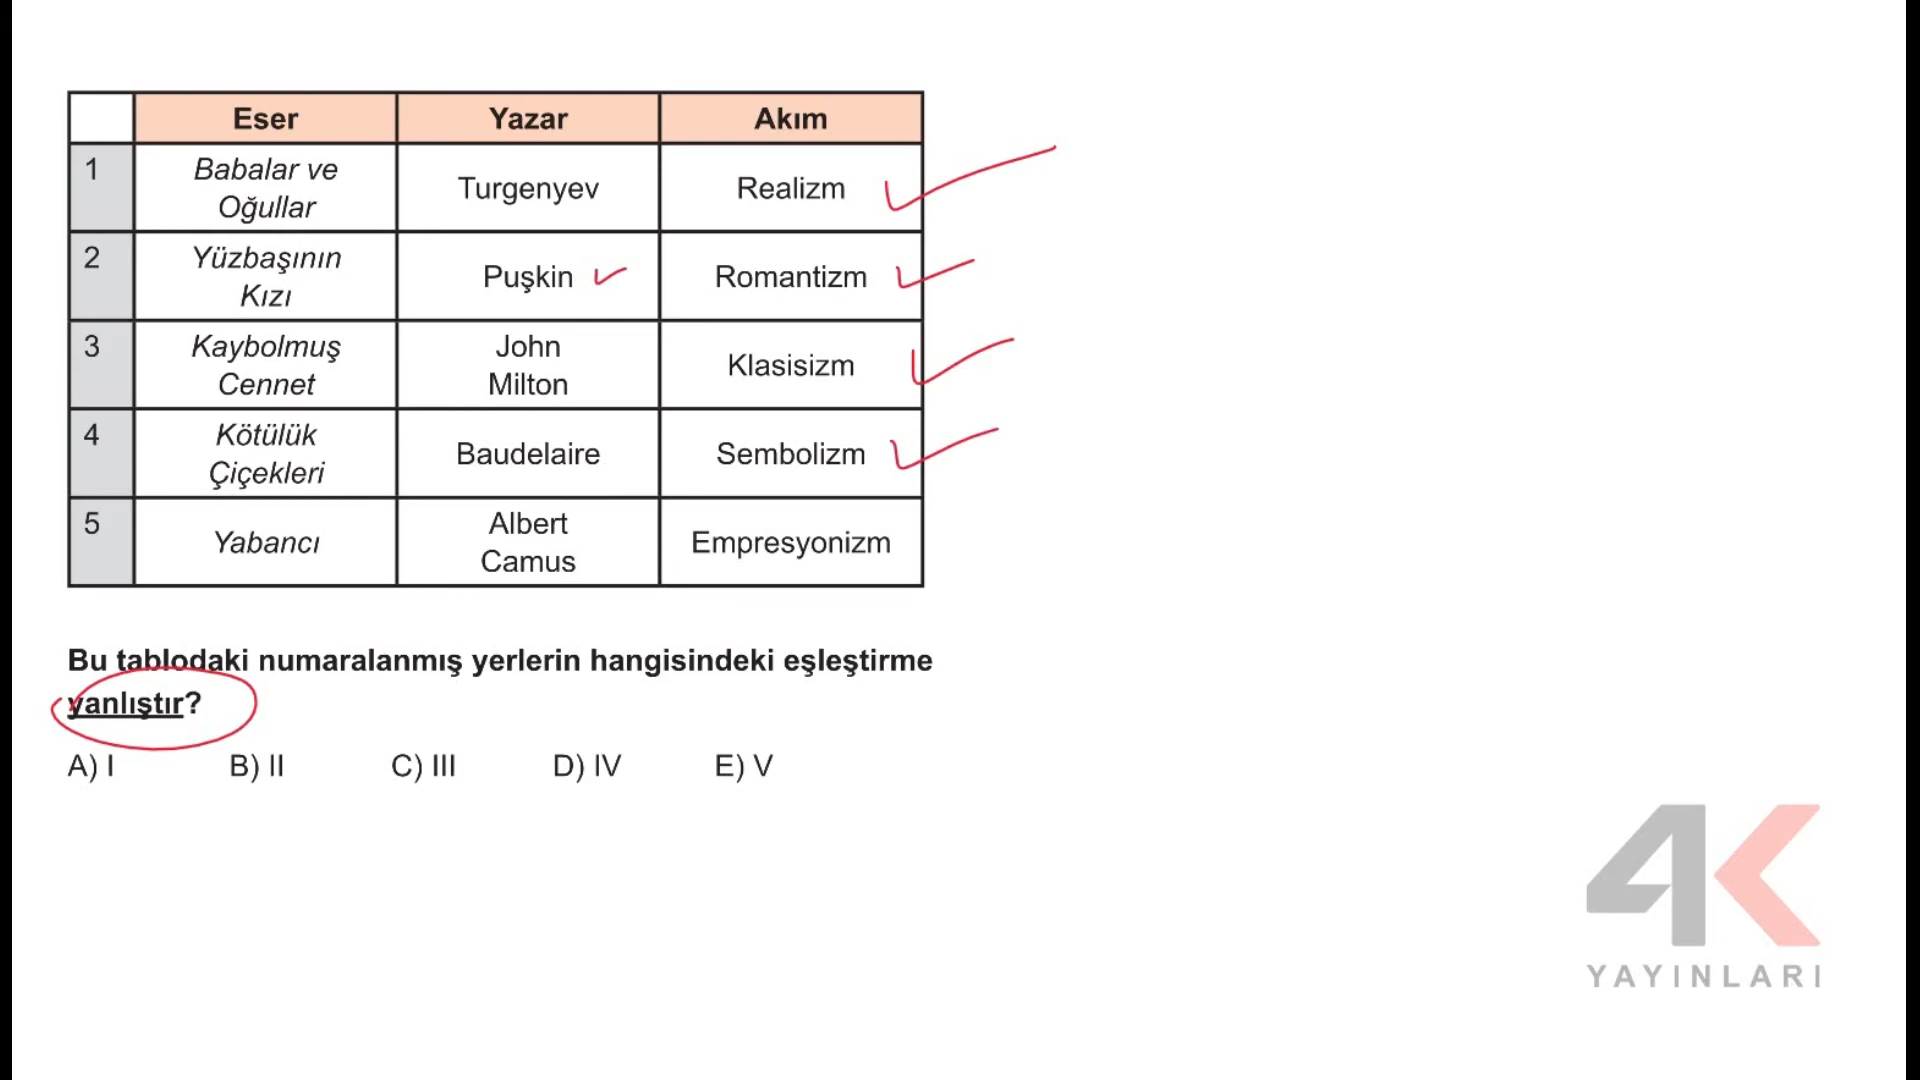 Eser Yazar Akım
1 Babalar ve Oğullar Turgenyev Realizm
2 Yüzbaşının Kızı Puşkin Romantizm
3 Kaybolmuş Cennet John Milton Klasisizm
4 Kötülük Çiçekleri Baudelaire Sembolizm
5 Yabancı Albert Camus Empresyonizm
Bu tablodaki numaralanmış yerlerin hangisindeki eşleştirme
yanlıştır?
A) I B) II C) III D) IV E) V
4K
YAYINLARI